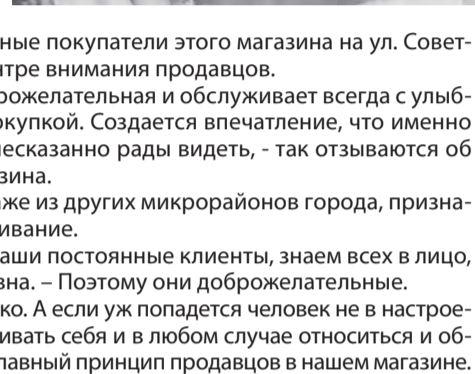 ные покупатели этого магазина на ул. Совет-
нтре внимания продавцов.
рожелательная и обслуживает всегда с улыб-
окупкой. Создается впечатление, что именно
несказанно рады видеть, - так отзываются об
зина.
аже из других микрорайонов города, призна-
ивание.
аши постоянные клиенты, знаем всех в лицо,
вна. – Поэтому они доброжелательные.
ко. А если уж попадется человек не в настрое-
ивать себя и в любом случае относиться и об-
лавный принцип продавцов в нашем магазине.